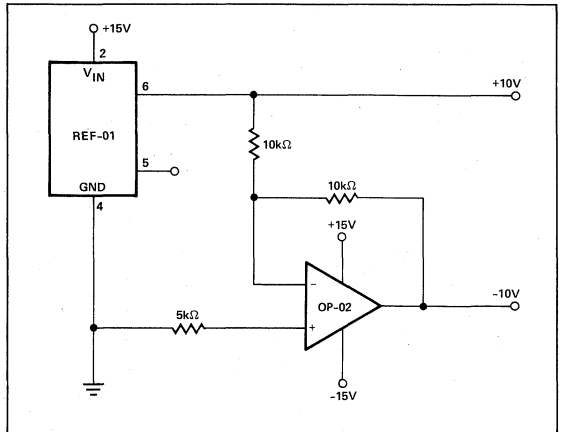 +15V
2
VIN
6
+10V
REF-01
10kΩ
5
10kΩ
GND
4
+15V
−
OP-02
-10V
5kΩ
+
-15V